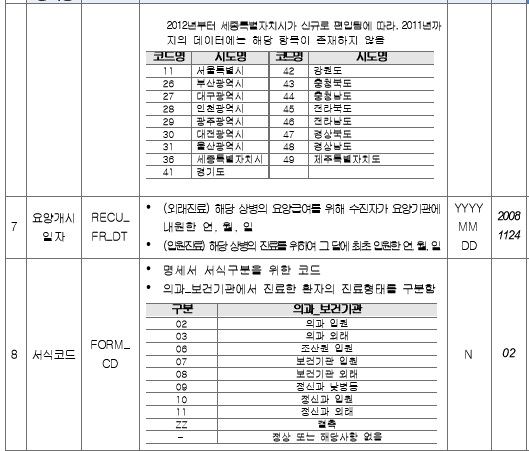 2012년부터 세종특별자치시가 신규로 편입됨에 따라, 2011년까
지의 데이터에는 해당 항목이 존재하지 않음
코드명 시도명 코드명 시도명
11 서울특별시 42 강원도
26 부산광역시 43 충청북도
27 대구광역시 44 충청남도
28 인천광역시 45 전라북도
29 광주광역시 46 전라남도
30 대전광역시 47 경상북도
31 울산광역시 48 경상남도
36 세종특별자치시 49 제주특별자치도
41 경기도
7 요양개시일자 RECU_FR_DT
• (외래진료) 해당 상병의 요양급여를 위해 수진자가 요양기관에
내원한 연, 월, 일
• (입원진료) 해당 상병의 진료를 위하여 그 달에 최초 입원한 연, 월, 일
YYYY
MM
DD
2008
1124
8 서식코드 FORM_CD
• 명세서 서식구분을 위한 코드
• 의과_보건기관에서 진료한 환자의 진료형태를 구분함
구분 의과_보건기관
02 의과 입원
03 의과 외래
06 조산원 입원
07 보건기관 입원
08 보건기관 외래
09 정신과 낮병동
10 정신과 입원
11 정신과 외래
ZZ 결측
- 정상 또는 해당사항 없음
N 02